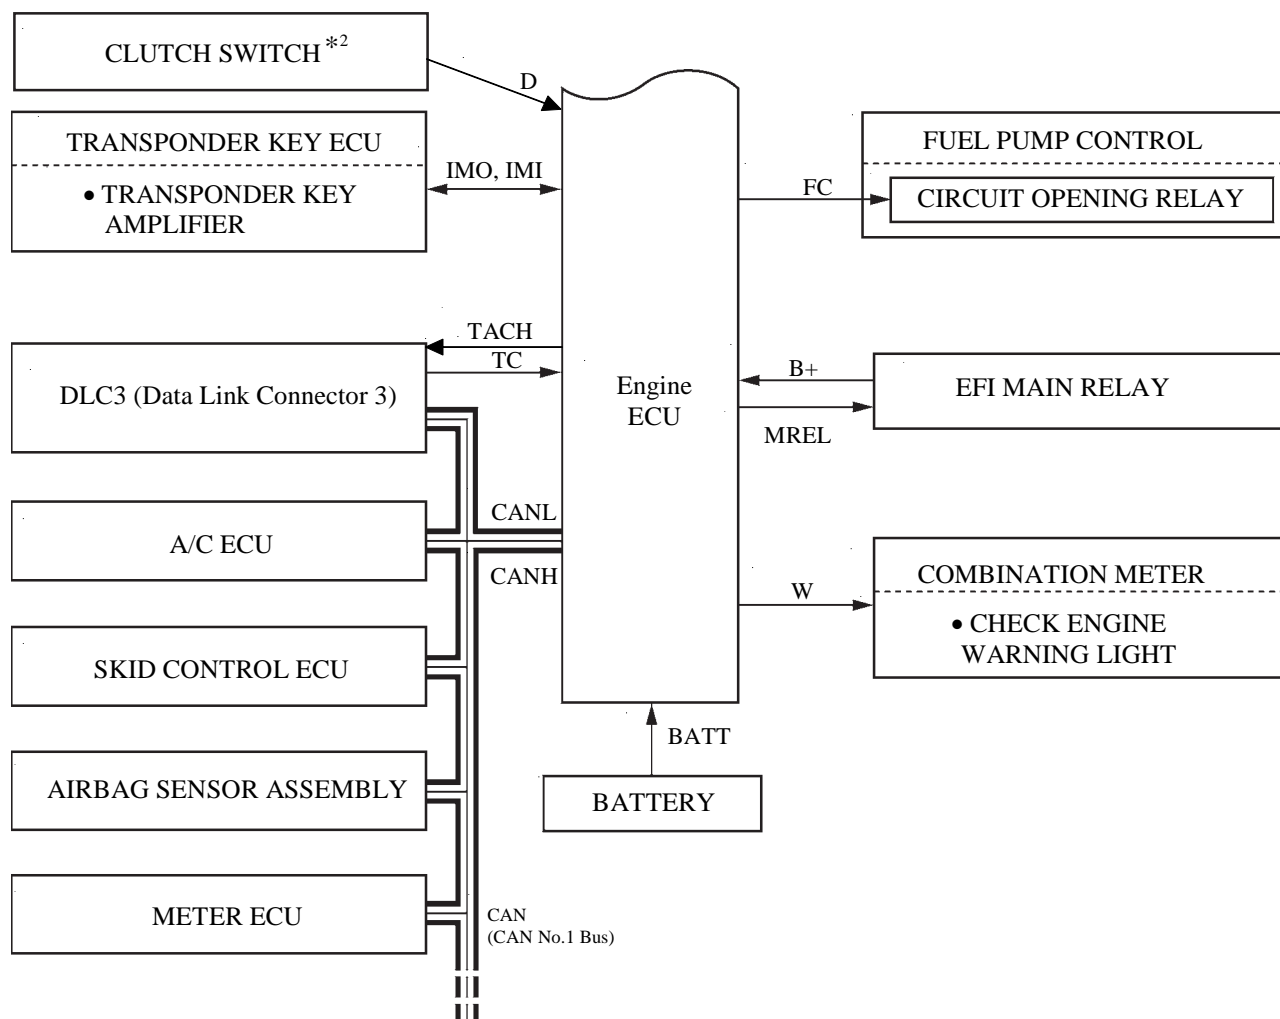 CLUTCH SWITCH*2
D
TRANSPONDER KEY ECU
• TRANSPONDER KEY
AMPLIFIER
IMO, IMI
FUEL PUMP CONTROL
CIRCUIT OPENING RELAY
FC
TACH
TC
DLC3 (Data Link Connector 3)
Engine
ECU
B+
MREL
EFI MAIN RELAY
CANL
CANH
A/C ECU
W
COMBINATION METER
• CHECK ENGINE
WARNING LIGHT
SKID CONTROL ECU
BATT
BATTERY
AIRBAG SENSOR ASSEMBLY
METER ECU
CAN
(CAN No.1 Bus)